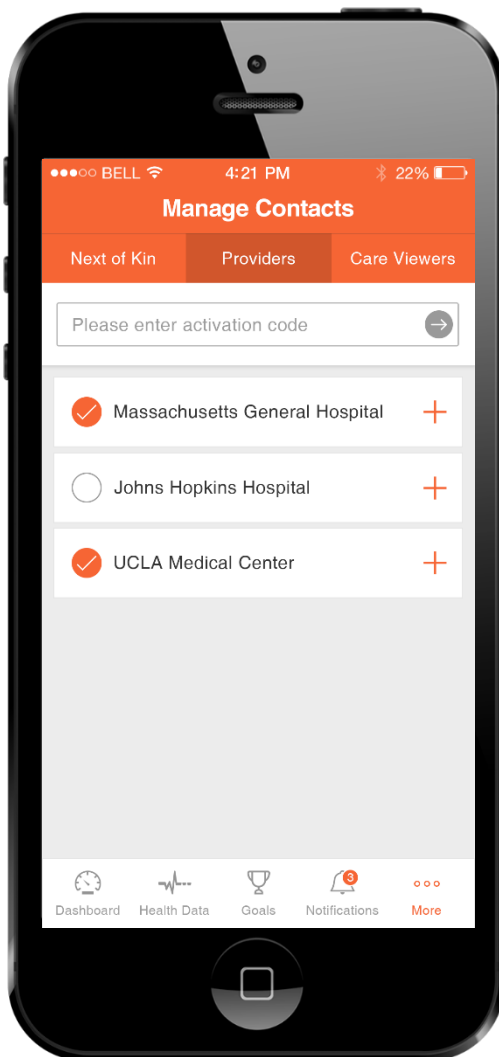 BELL 4:21 PM 22%
Manage Contacts
Next of Kin Providers Care Viewers
Please enter activation code
Massachusetts General Hospital
Johns Hopkins Hospital
UCLA Medical Center
3
Dashboard Health Data Goals Notifications More